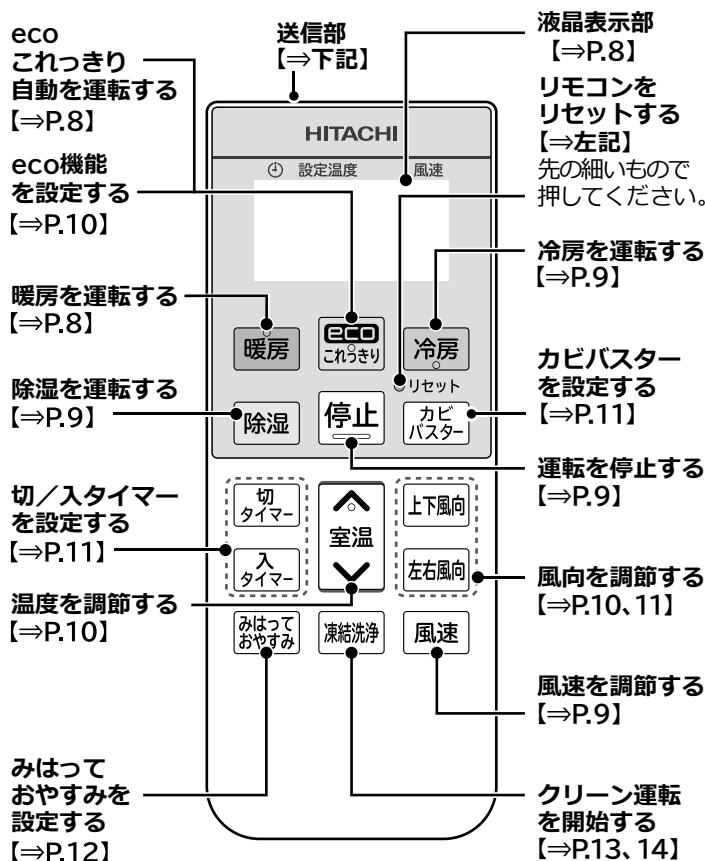 eco
これっきり
自動を運転する
【⇒P.8】
eco機能
を設定する
【⇒P.10】
暖房を運転する
【⇒P.8】
除湿を運転する
【⇒P.9】
切／入タイマー
を設定する
【⇒P.11】
温度を調節する
【⇒P.10】
みはって
おやすみを
設定する
【⇒P.12】
送信部
【⇒下記】
HITACHI
設定温度
風速
暖房
eco
これっきり
冷房
リセット
除湿
停止
カビ
バスター
切
タイマー
室温
上下風向
入
タイマー
左右風向
みはって
おやすみ
凍結洗浄
風速
液晶表示部
【⇒P.8】
リモコンを
リセットする
【⇒左記】
先の細いもので
押してください。
冷房を運転する
【⇒P.9】
カビバスター
を設定する
【⇒P.11】
運転を停止する
【⇒P.9】
風向を調節する
【⇒P.10、11】
風速を調節する
【⇒P.9】
クリーン運転
を開始する
【⇒P.13、14】